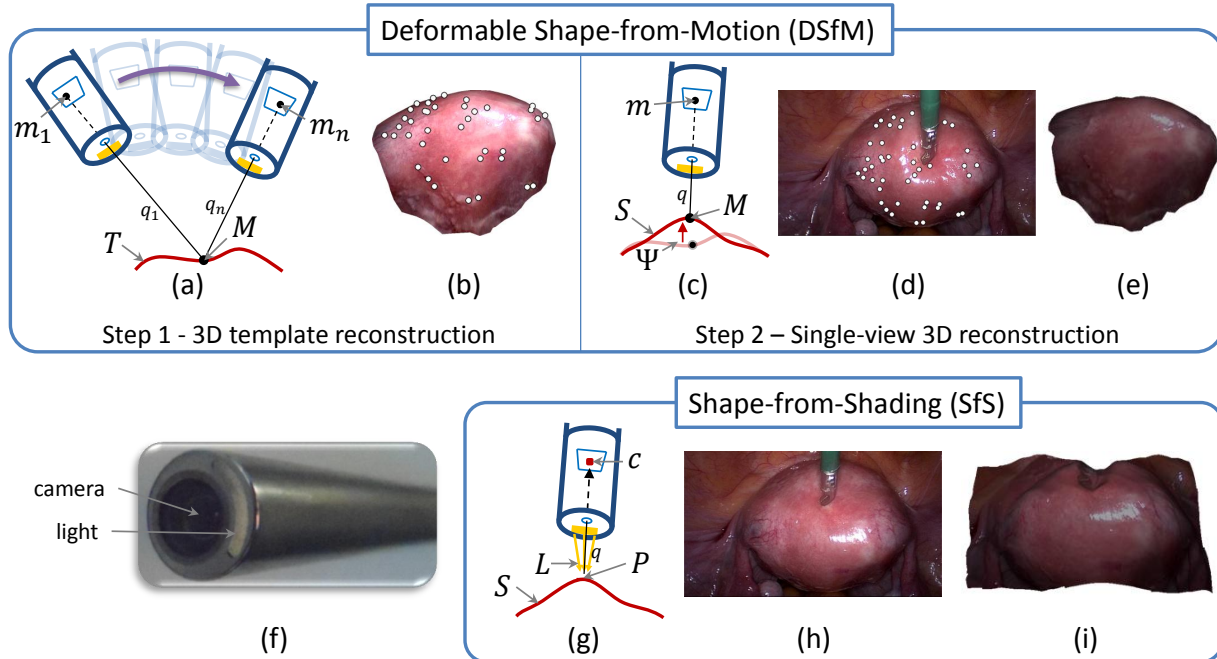 Deformable Shape-from-Motion (DSfM)
m₁
mₙ
q₁
qₙ
M
T
(a)
(b)
Step 1 - 3D template reconstruction
m
q
S
M
Ψ
(c)
(d)
(e)
Step 2 – Single-view 3D reconstruction
camera
light
(f)
Shape-from-Shading (SfS)
c
q
L
P
S
(g)
(h)
(i)